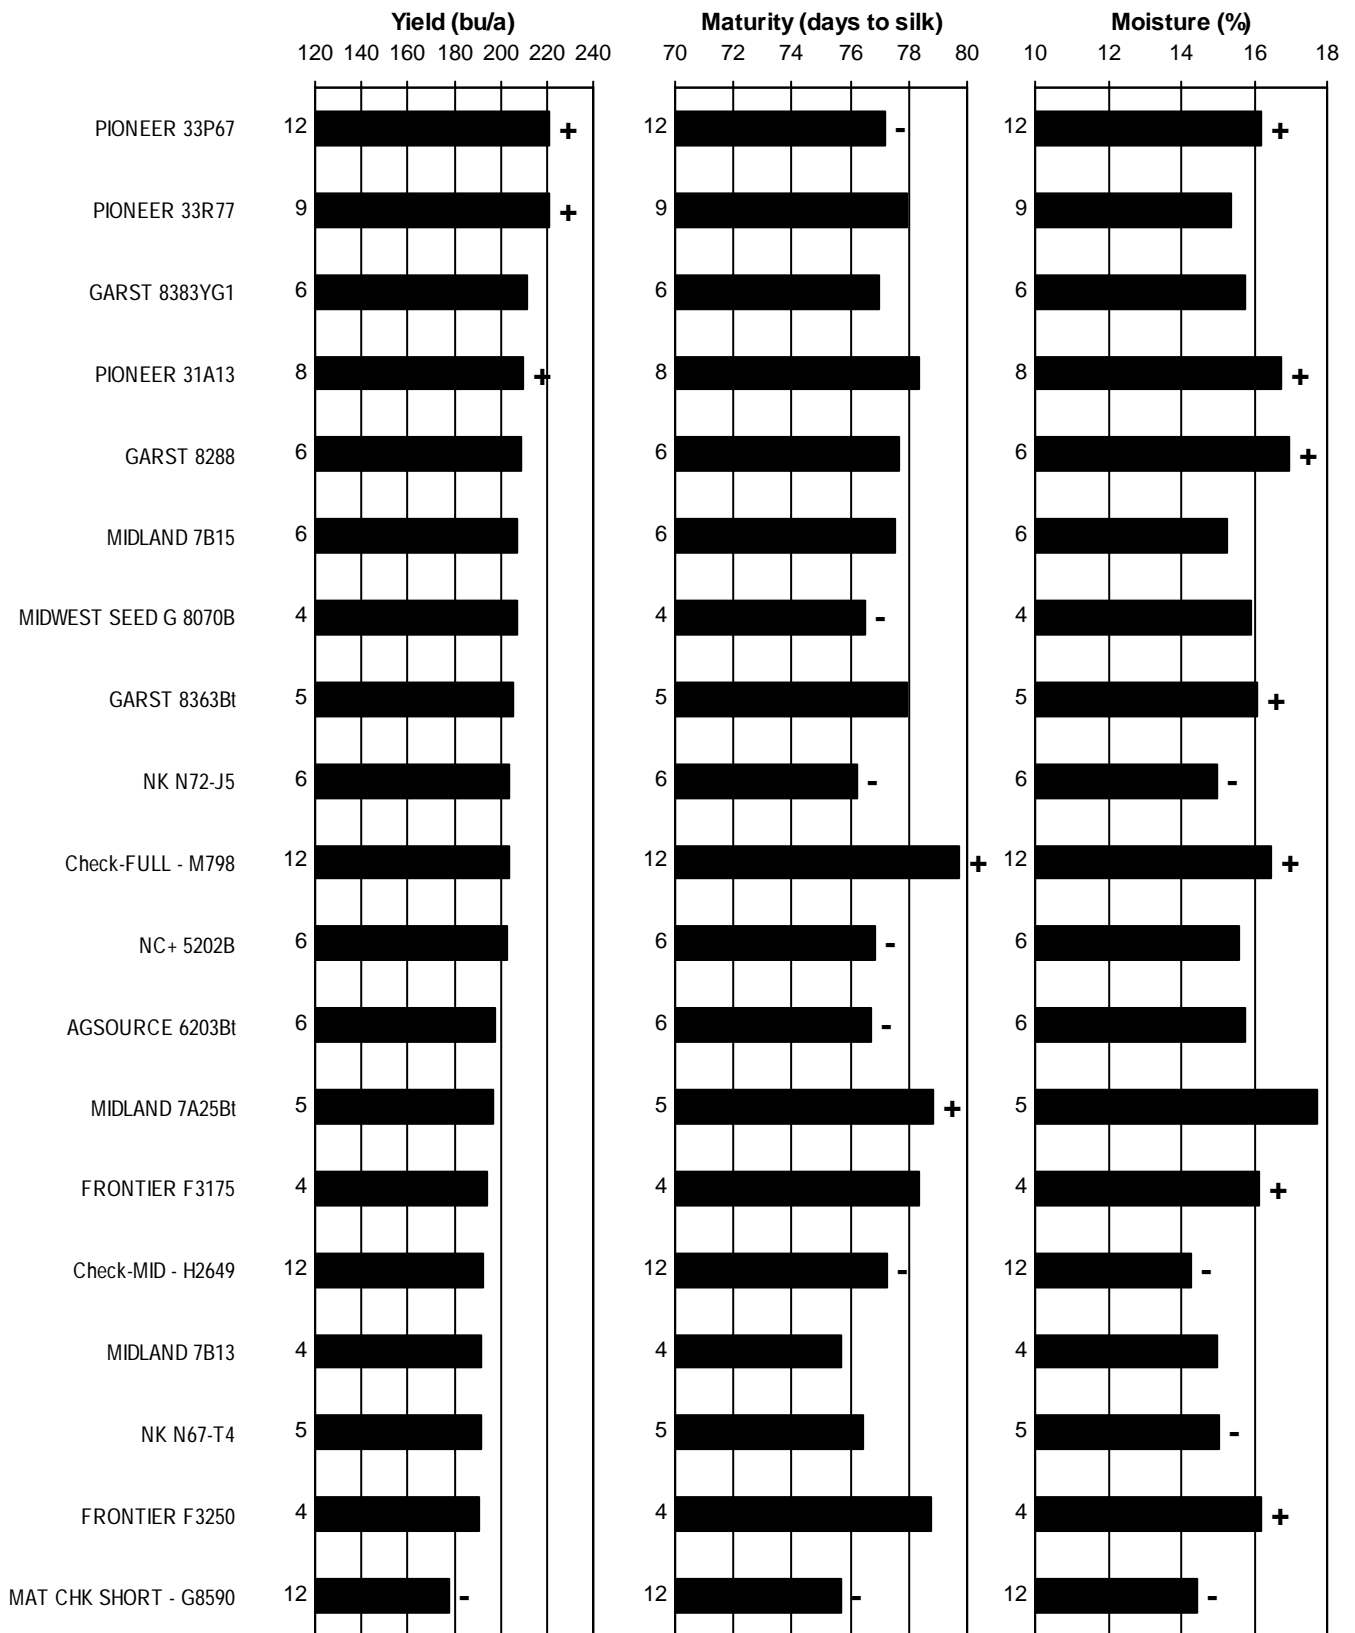 Yield (bu/a) Maturity (days to silk) Moisture (%)
120 140 160 180 200 220 240 70 72 74 76 78 80 10 12 14 16 18
PIONEER 33P67 12 + 12 - 12 +
PIONEER 33R77 9 + 9 9
GARST 8383YG1 6 6 6
PIONEER 31A13 8 + 8 8 +
GARST 8288 6 6 6 +
MIDLAND 7B15 6 6 6
MIDWEST SEED G 8070B 4 4 - 4
GARST 8363Bt 5 5 5 +
NK N72-J5 6 6 - 6 -
Check-FULL - M798 12 12 + 12 +
NC+ 5202B 6 6 - 6
AGSOURCE 6203Bt 6 6 - 6
MIDLAND 7A25Bt 5 5 + 5
FRONTIER F3175 4 4 4 +
Check-MID - H2649 12 12 - 12 -
MIDLAND 7B13 4 4 4
NK N67-T4 5 5 5 -
FRONTIER F3250 4 4 4 +
MAT CHK SHORT - G8590 12 - 12 - 12 -